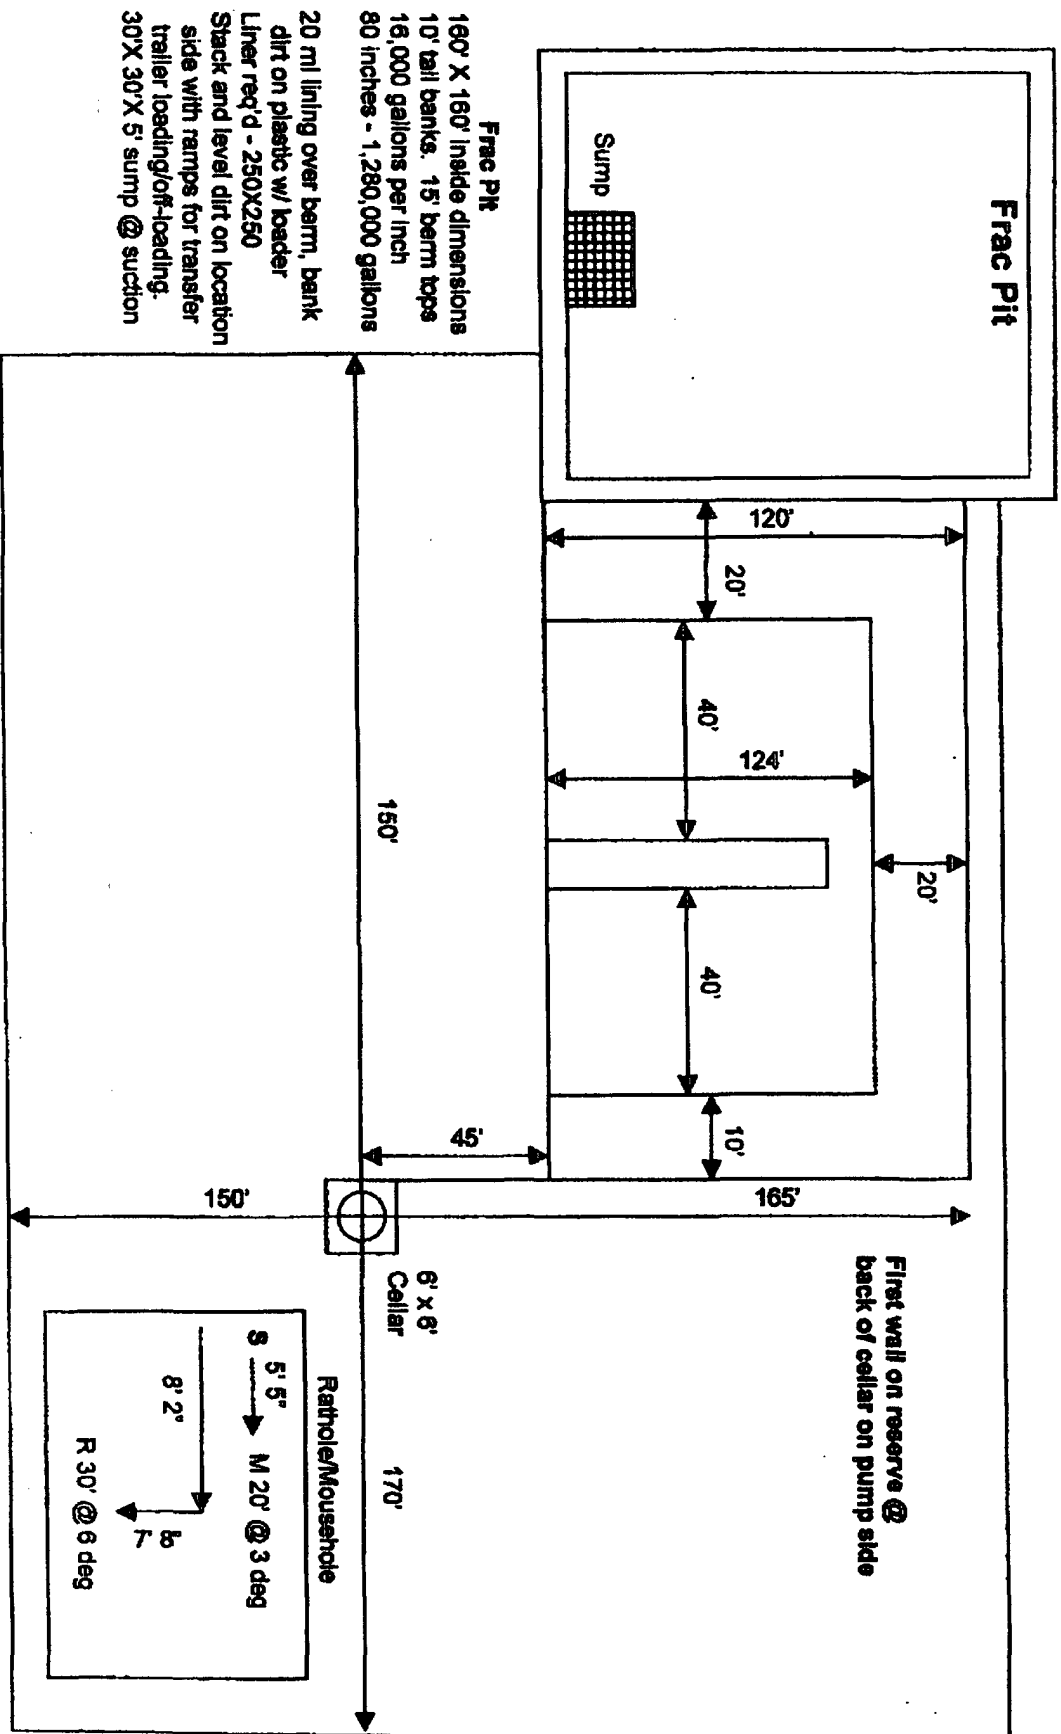 Frac Pit
Sump
Frac Pit
160' X 160' inside dimensions
10' tall banks. 15' berm tops
16,000 gallons per inch
80 inches - 1,280,000 gallons
20 ml lining over berm, bank
dirt on plastic w/ loader
Liner req'd - 250X250
Stack and level dirt on location
side with ramps for transfer
trailer loading/off-loading.
30'X 30'X 5' sump @ suction
120'
20'
40'
124'
20'
40'
10'
150'
45'
165'
150'
170'
6' x 6'
Cellar
First wall on reserve @
back of cellar on pump side
Rathole/Mousehole
S
5' 5"
M 20' @ 3 deg
8' 2"
7'
R 30' @ 6 deg